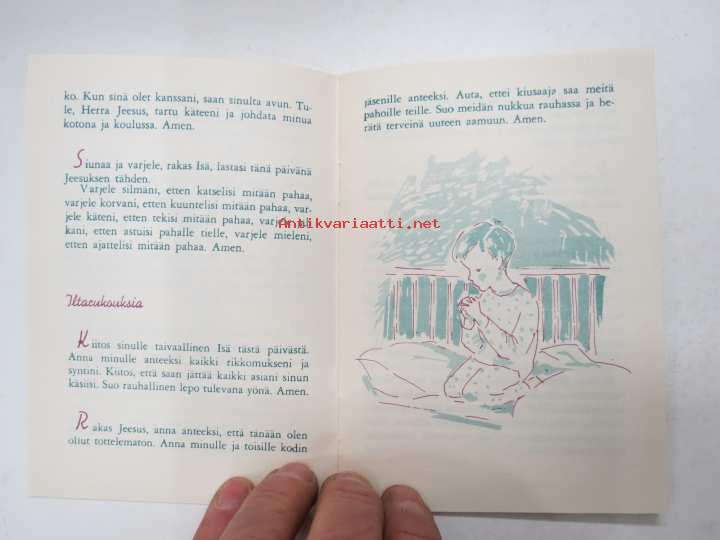 ko. Kun sinä olet kanssani, saan sinulta avun. Tu-
le, Herra Jeesus, tartu käteeni ja johdata minua
kotona ja koulussa. Amen.
Siunaa ja varjele, rakas Isä, lastasi tänä päivänä
Jeesuksen tähden.
Varjele silmäni, etten katselisi mitään pahaa,
varjele korvani, etten kuuntelisi mitään pahaa, var-
jele käteni, etten tekisi mitään pahaa, varjele
kani, etten astuisi pahalle tielle, varjele mieleni,
etten ajattelisi mitään pahaa. Amen.
Iltarukouksia
Kiitos sinulle taivaallinen Isä tästä päivästä.
Anna minulle anteeksi kaikki rikkomukseni ja
syntini. Kiitos, että saan jättää kaikki asiani sinun
käsiisi. Suo rauhallinen lepo tulevana yönä. Amen.
Rakas Jeesus, anna anteeksi, että tänään olen
ollut tottelematon. Anna minulle ja toisille kodin
jäsenille anteeksi. Auta, ettei kiusaaja saa meitä
pahoille teille. Suo meidän nukkua rauhassa ja he-
rätä terveinä uuteen aamuun. Amen.
Antikvariaatti.net